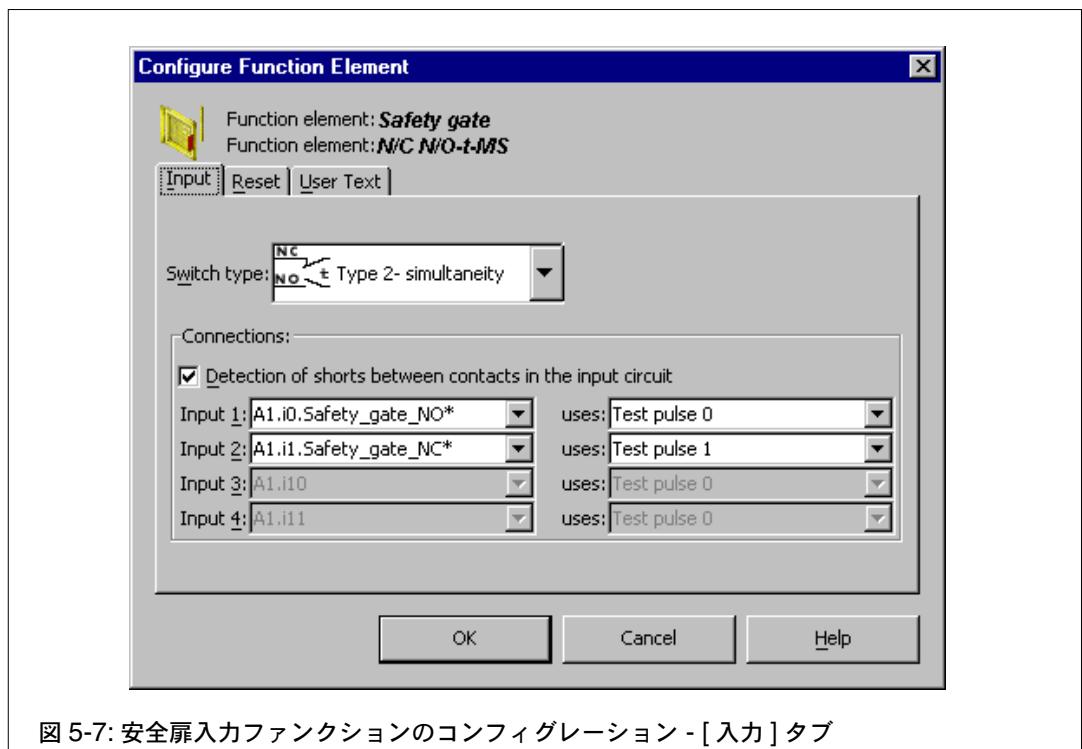 Configure Function Element
Function element: Safety gate
Function element: N/C N/O-t-MS
Input Reset User Text
Switch type: NC NO t Type 2- simultaneity
Connections:
Detection of shorts between contacts in the input circuit
Input 1: A1.i0.Safety_gate_NO* uses: Test pulse 0
Input 2: A1.i1.Safety_gate_NC* uses: Test pulse 1
Input 3: A1.i10 uses: Test pulse 0
Input 4: A1.i11 uses: Test pulse 0
OK Cancel Help
図 5-7: 安全扉入力ファンクションのコンフィグレーション - [ 入力 ] タブ